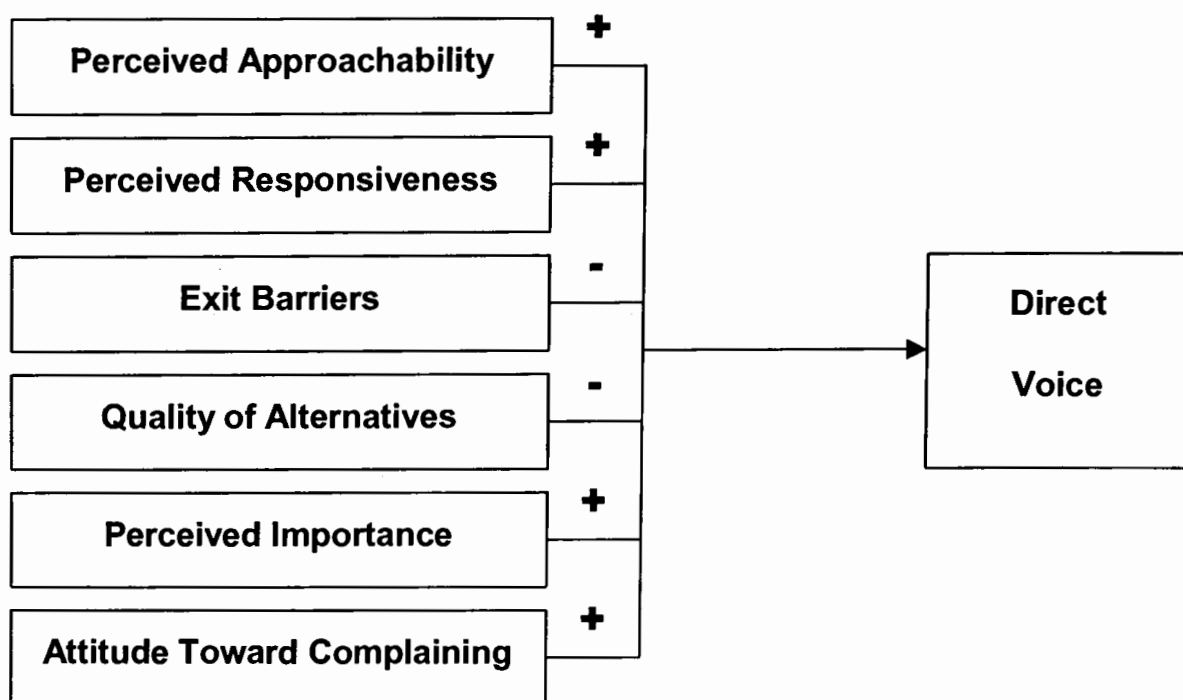 +
Perceived Approachability
+
Perceived Responsiveness
-
Exit Barriers
-
Quality of Alternatives
+
Perceived Importance
+
Attitude Toward Complaining
Direct
Voice